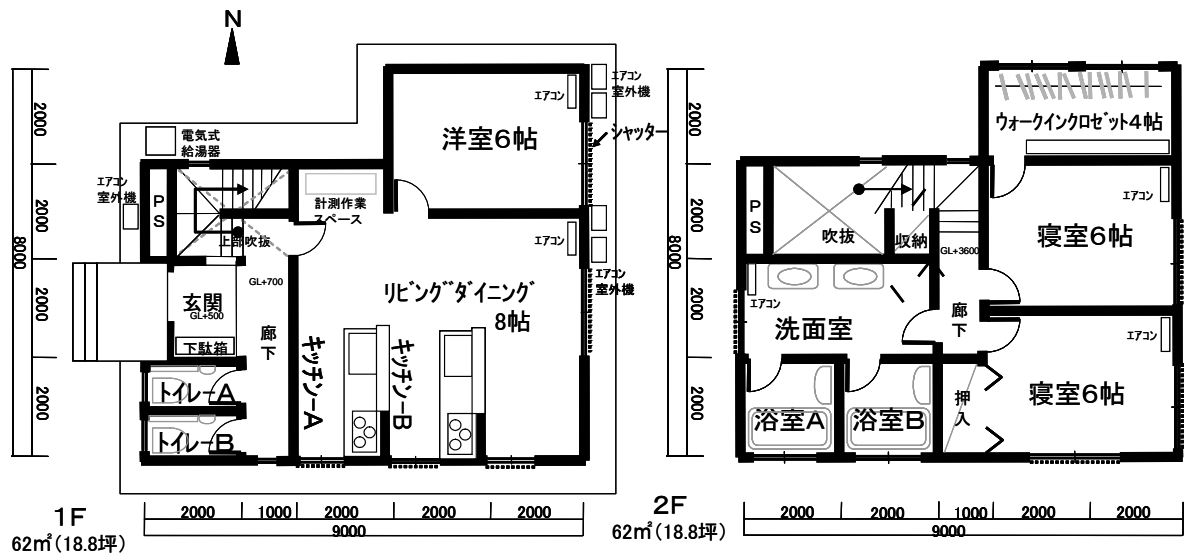 N
2000
2000
2000
2000
8000
電気式
給湯器
エアコン
室外機
PS
上部吹抜
計測作業
スペース
洋室6帖
エアコン
エアコン
室外機
シャッター
エアコン
エアコン
室外機
リビングダイニング
8帖
GL+700
玄関
GL+500
下駄箱
廊下
トイレーA
トイレーB
キッチンーA
キッチンーB
2000
1000
2000
2000
2000
9000
1F
62㎡(18.8坪)
2000
2000
2000
2000
8000
ウォークインクロゼット4帖
PS
吹抜
収納
GL+3600
エアコン
寝室6帖
エアコン
洗面室
廊下
エアコン
寝室6帖
押入
浴室A
浴室B
2000
2000
1000
2000
2000
9000
2F
62㎡(18.8坪)